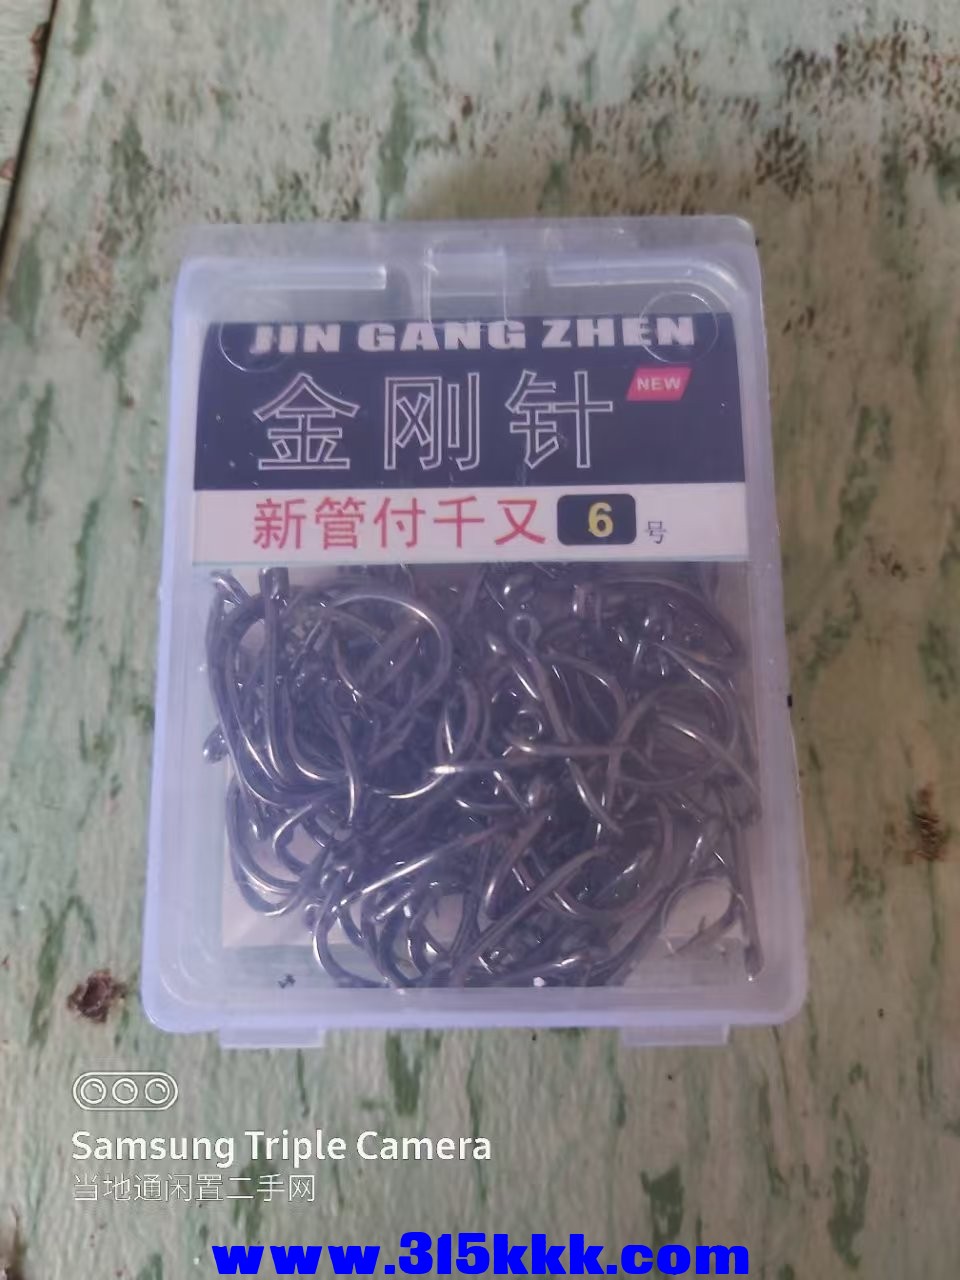 JIN GANG ZHEN
金刚针 NEW
新管付千又 6 号
Samsung Triple Camera
当地通闲置二手网
www.315kkk.com